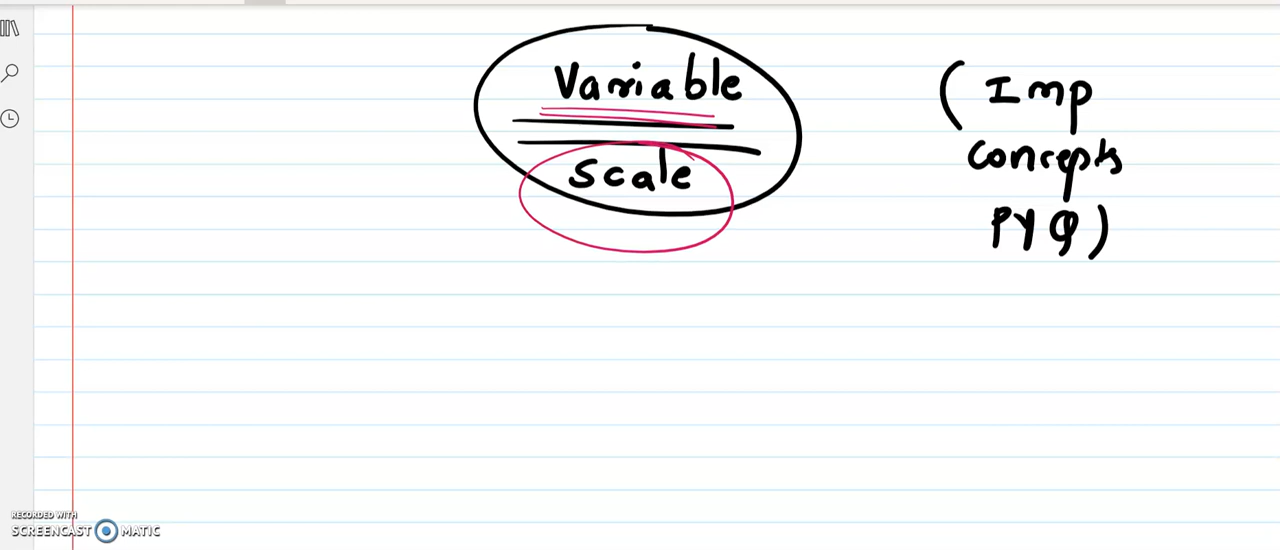 Variable
Scale
(Imp
Concepts
PYQ)
RECORDED WITH
SCREENCAST MATIC